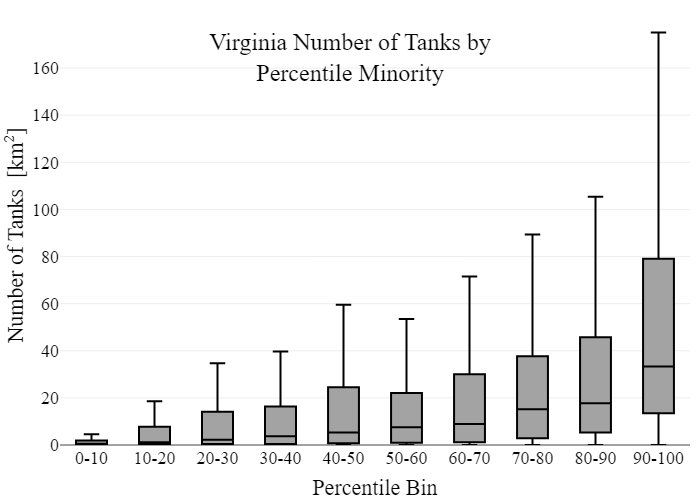 Virginia Number of Tanks by
Percentile Minority
Number of Tanks [km²]
160
140
120
100
80
60
40
20
0
0-10 10-20 20-30 30-40 40-50 50-60 60-70 70-80 80-90 90-100
Percentile Bin